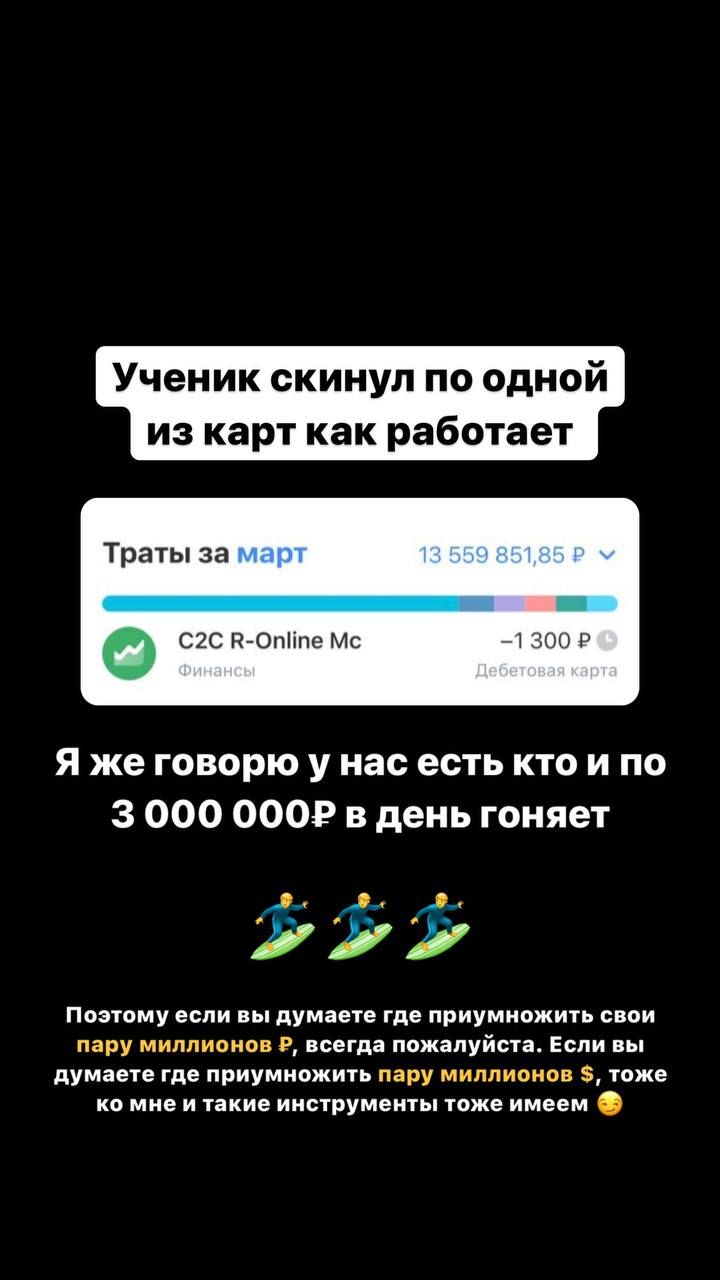 Ученик скинул по одной
из карт как работает
Траты за март 13 559 851,85 ₽
C2C R-Online Mc –1 300 ₽
Финансы Дебетовая карта
Я же говорю у нас есть кто и по
3 000 000₽ в день гоняет
Поэтому если вы думаете где приумножить свои
пару миллионов ₽, всегда пожалуйста. Если вы
думаете где приумножить пару миллионов $, тоже
ко мне и такие инструменты тоже имеем 😏